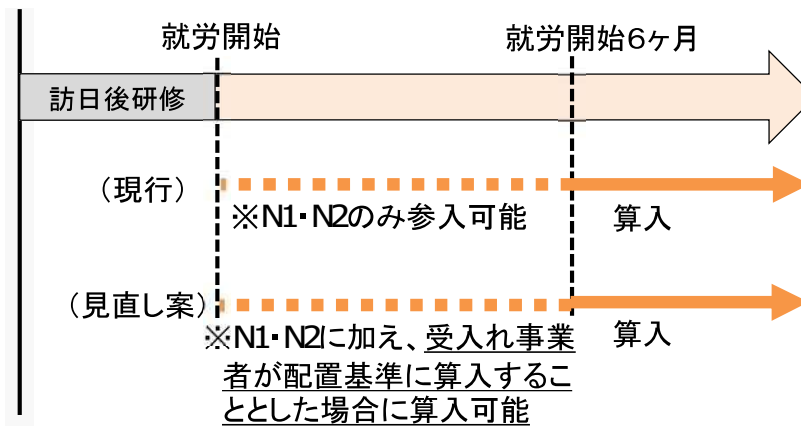 就労開始
就労開始6ヶ月
訪日後研修
（現行）
※N1・N2のみ参入可能
算入
（見直し案）
※N1・N2に加え、受入れ事業
者が配置基準に算入するこ
ととした場合に算入可能
算入